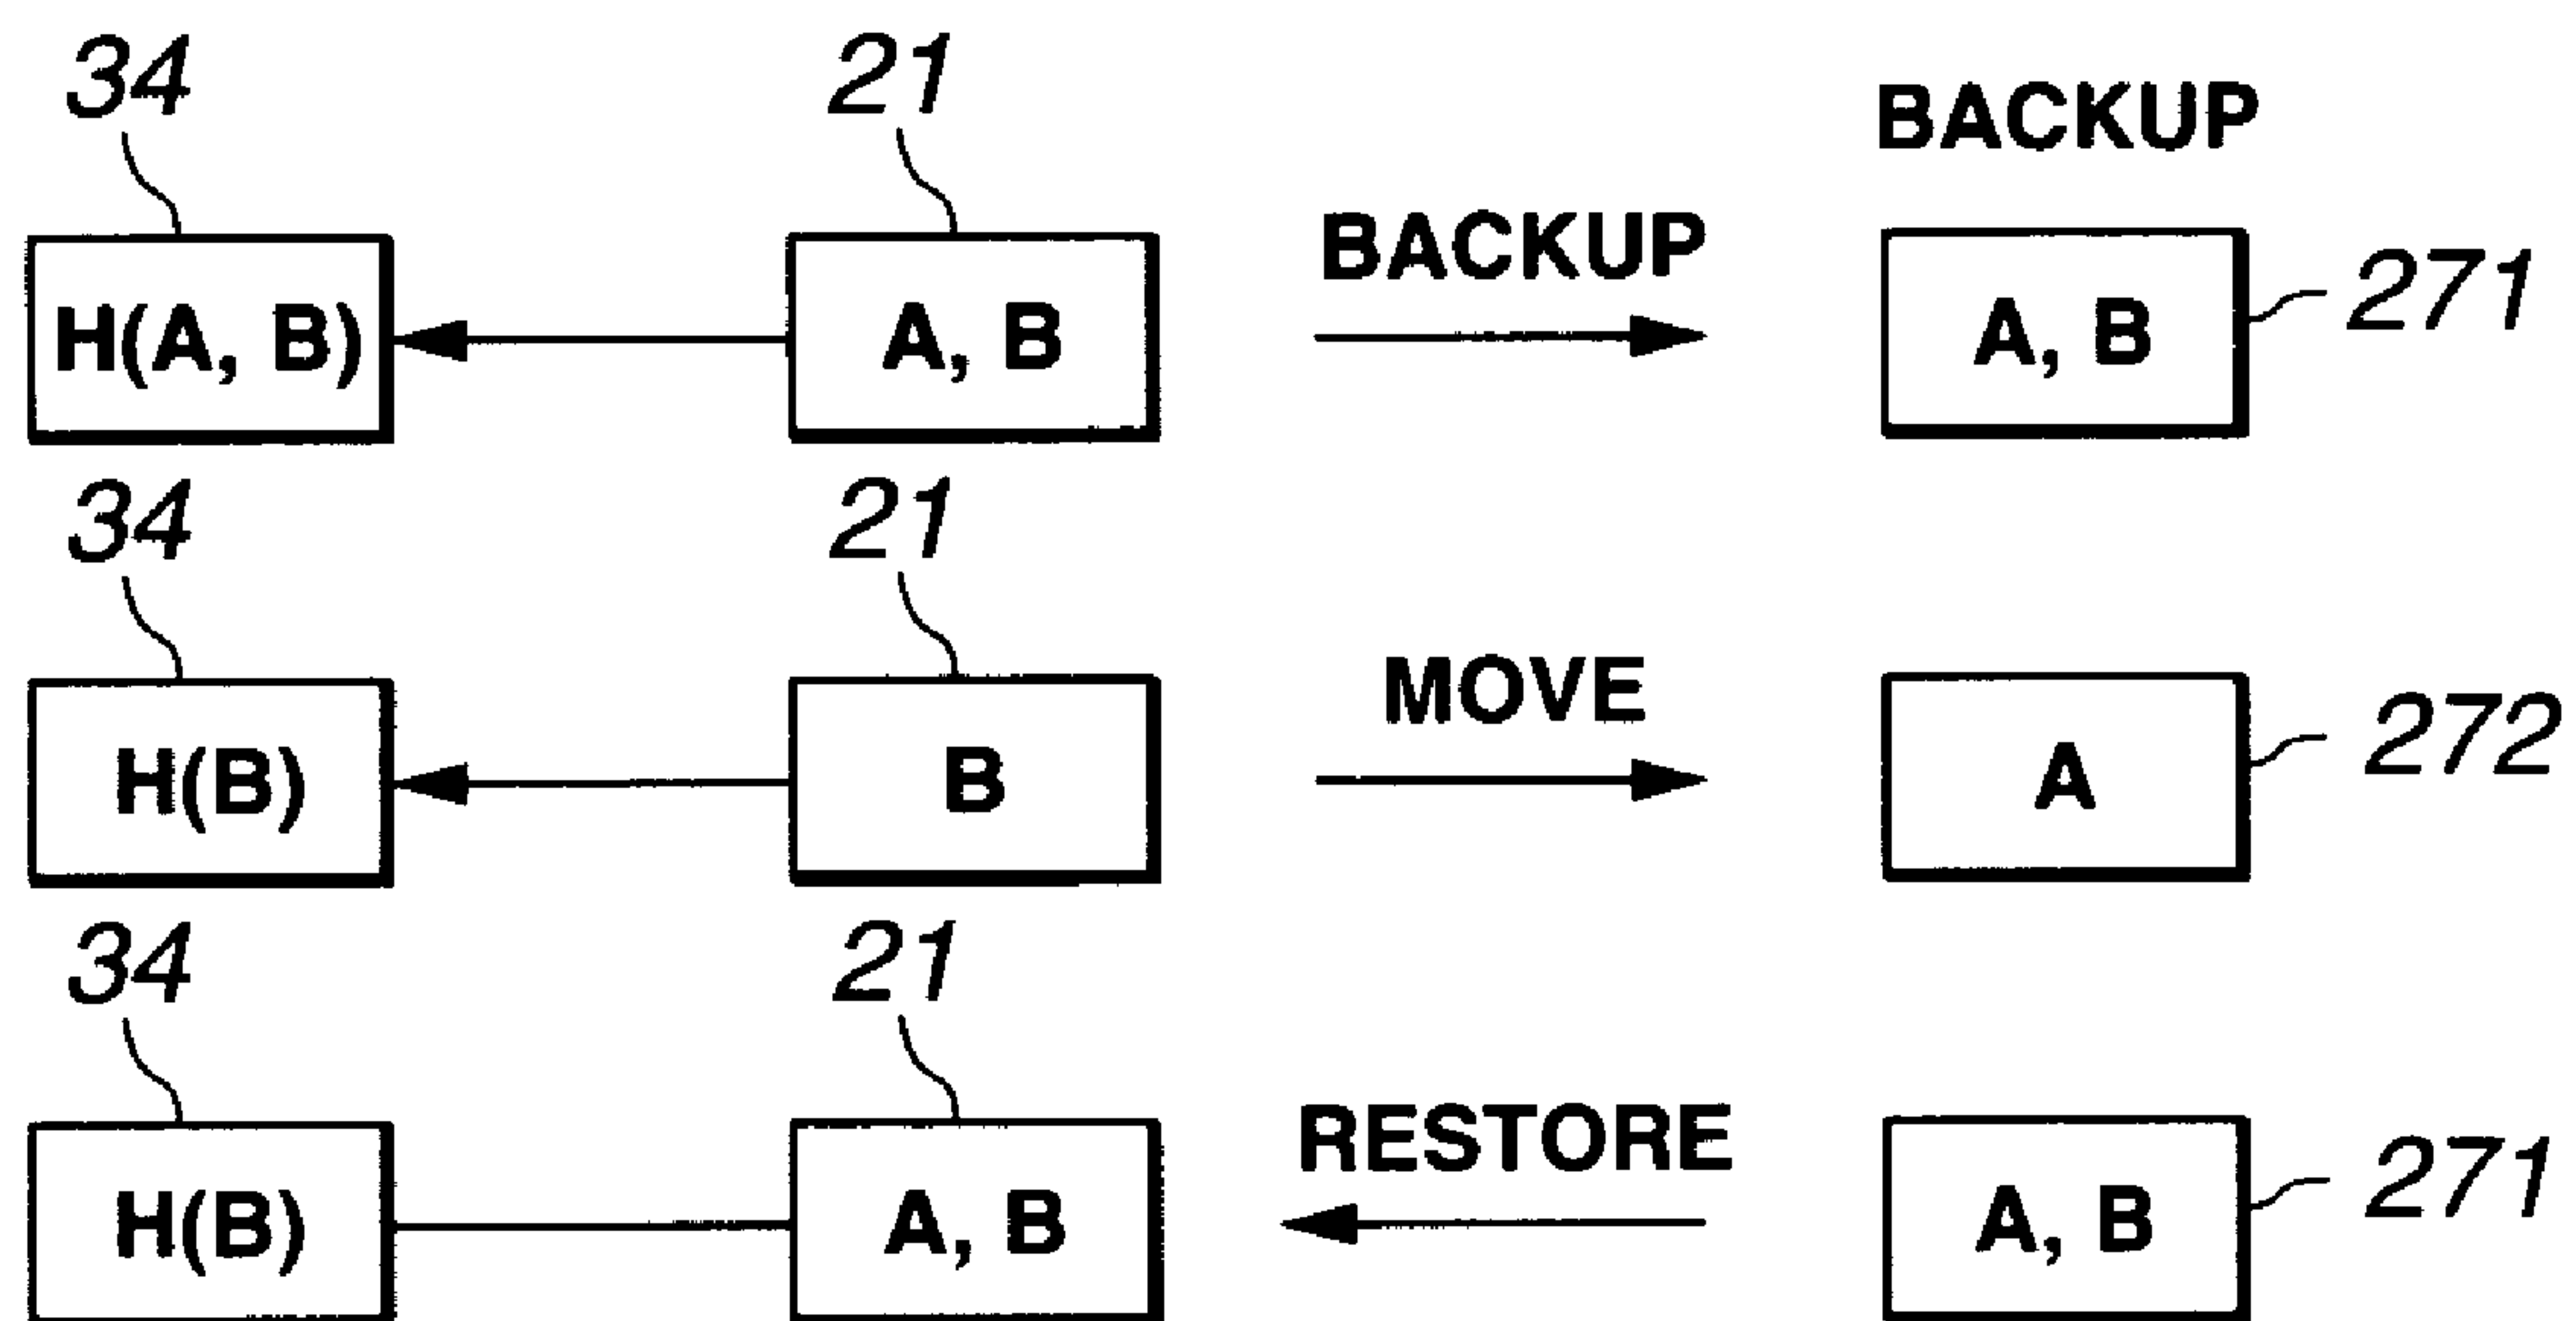 34
21
BACKUP
BACKUP
H(A, B)
A, B
A, B
271
34
21
MOVE
H(B)
B
A
272
34
21
RESTORE
H(B)
A, B
A, B
271